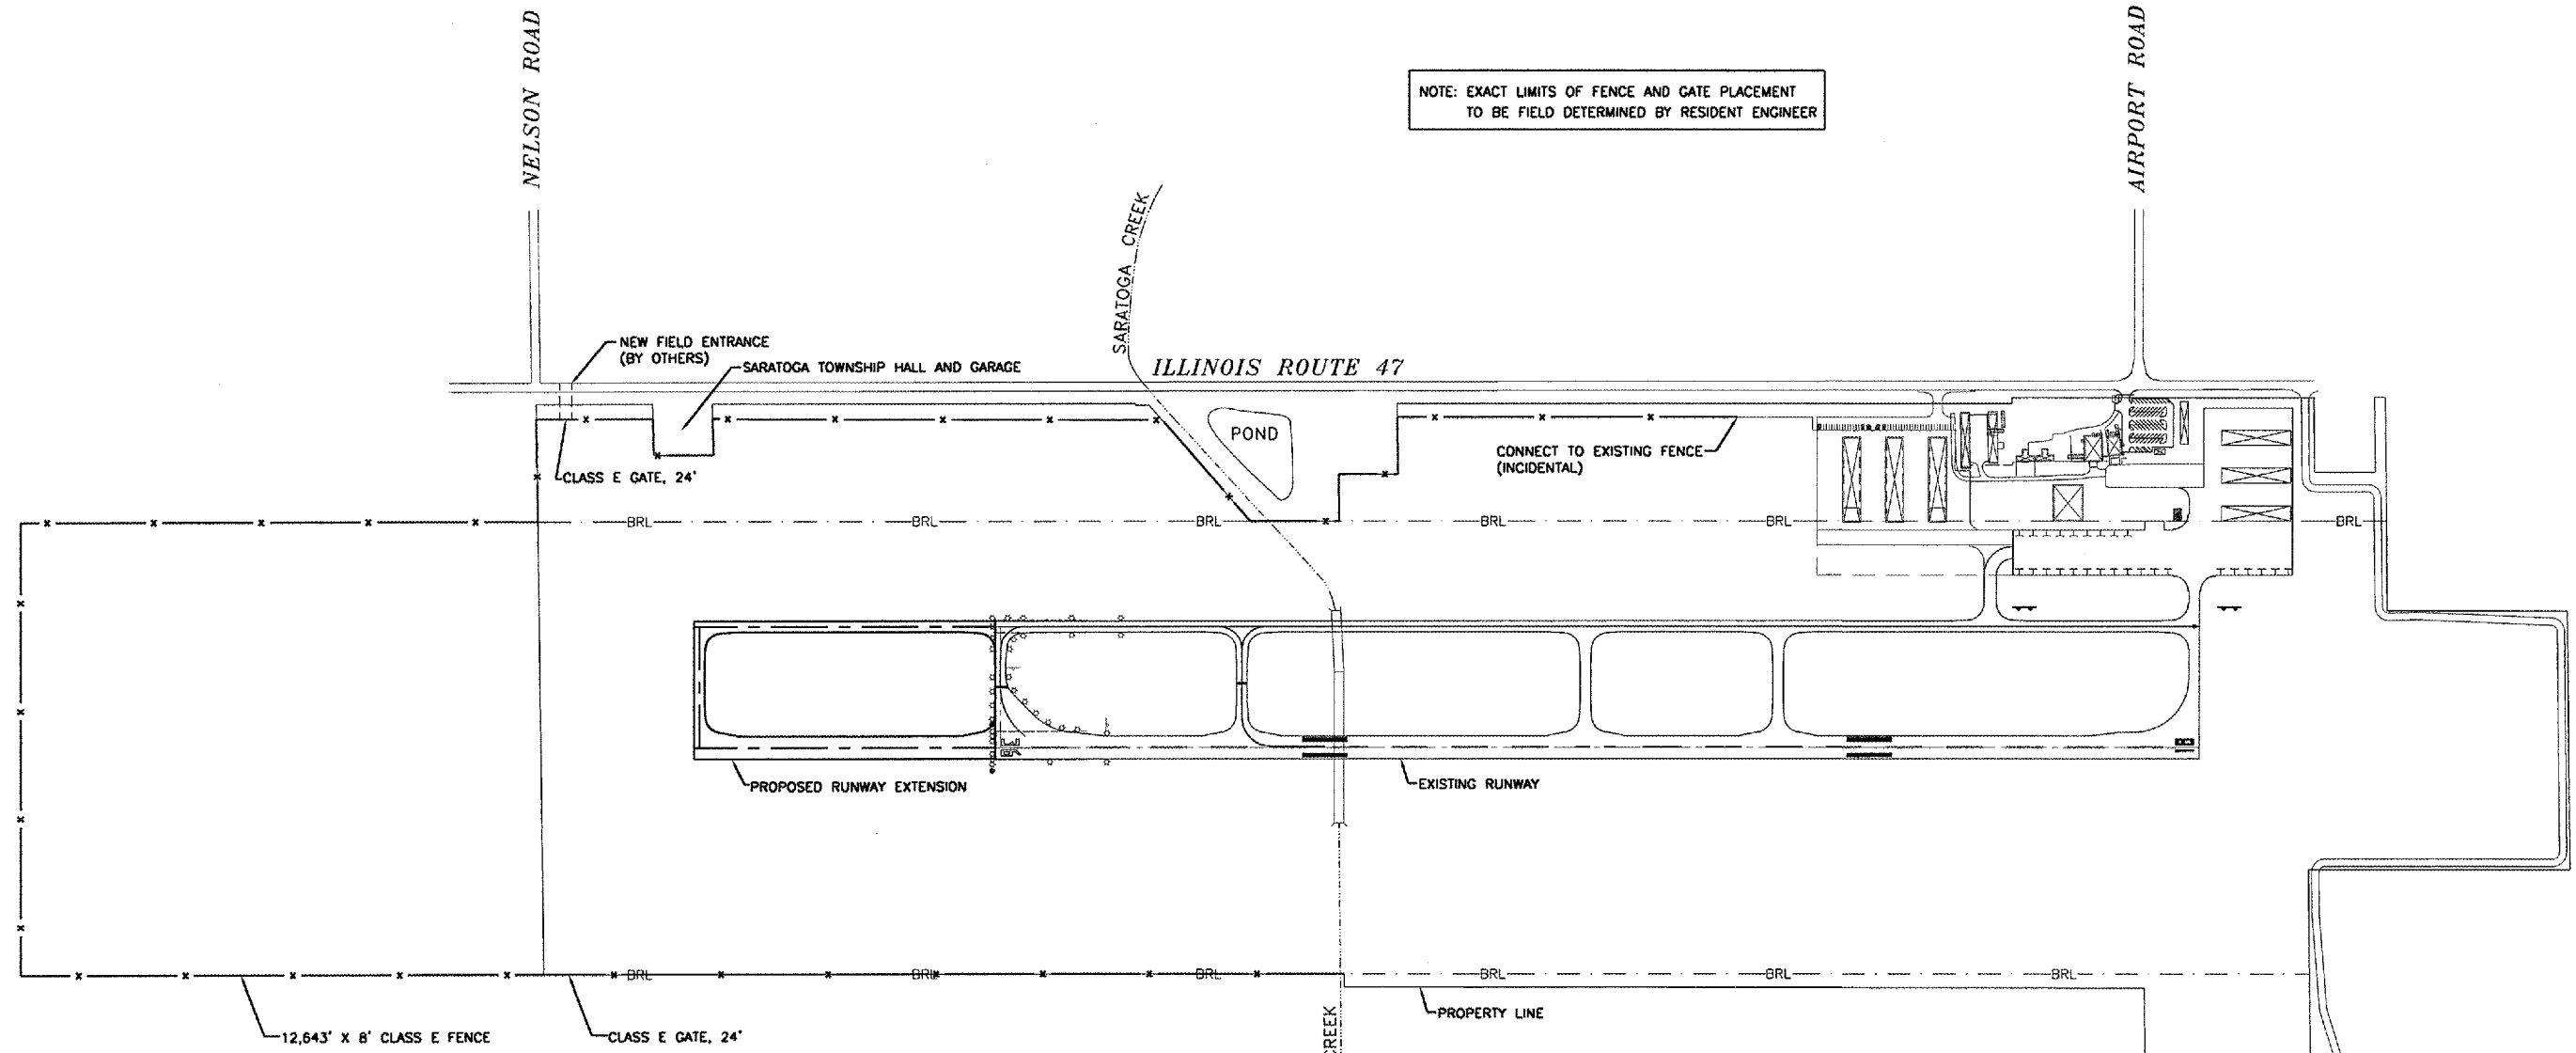 NELSON ROAD
AIRPORT ROAD
NOTE: EXACT LIMITS OF FENCE AND GATE PLACEMENT
TO BE FIELD DETERMINED BY RESIDENT ENGINEER
SARATOGA CREEK
NEW FIELD ENTRANCE
(BY OTHERS)
SARATOGA TOWNSHIP HALL AND GARAGE
ILLINOIS ROUTE 47
POND
CONNECT TO EXISTING FENCE
(INCIDENTAL)
CLASS E GATE, 24'
BRL
BRL
BRL
BRL
BRL
BRL
PROPOSED RUNWAY EXTENSION
EXISTING RUNWAY
BRL
BRL
BRL
BRL
BRL
BRL
PROPERTY LINE
12,643' X 8' CLASS E FENCE
CLASS E GATE, 24'
CREEK